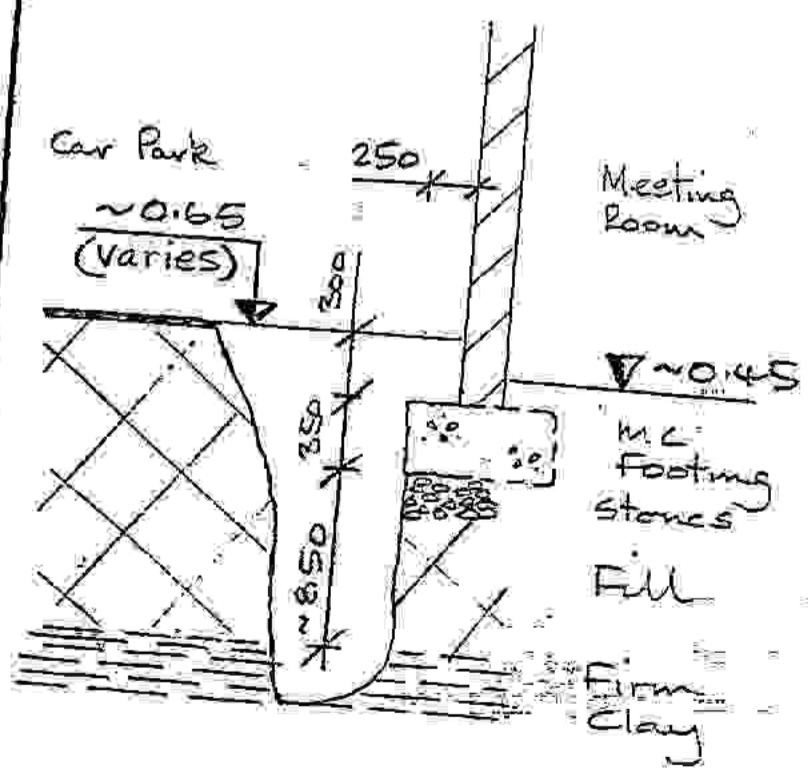 Car Park
250
~0.65
(varies)
Meeting
Room
300
~0.45
350
M C
Footing
stones
~850
Fill
Firm
Clay